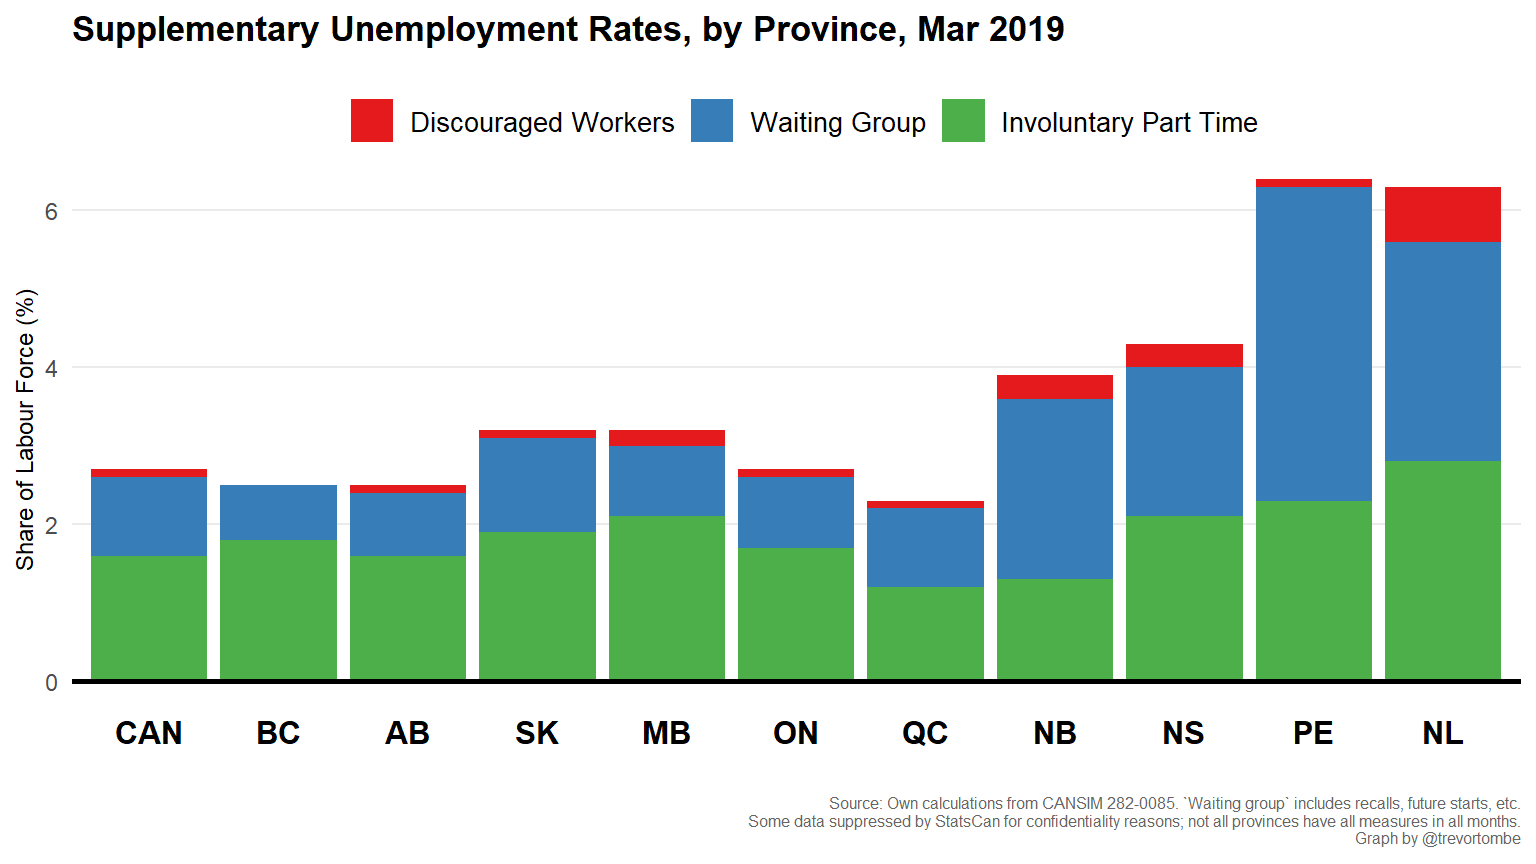 Supplementary Unemployment Rates, by Province, Mar 2019
Discouraged Workers
Waiting Group
Involuntary Part Time
Share of Labour Force (%)
6
4
2
0
CAN BC AB SK MB ON QC NB NS PE NL
Source: Own calculations from CANSIM 282-0085. `Waiting group` includes recalls, future starts, etc.
Some data suppressed by StatsCan for confidentiality reasons; not all provinces have all measures in all months.
Graph by @trevortombe